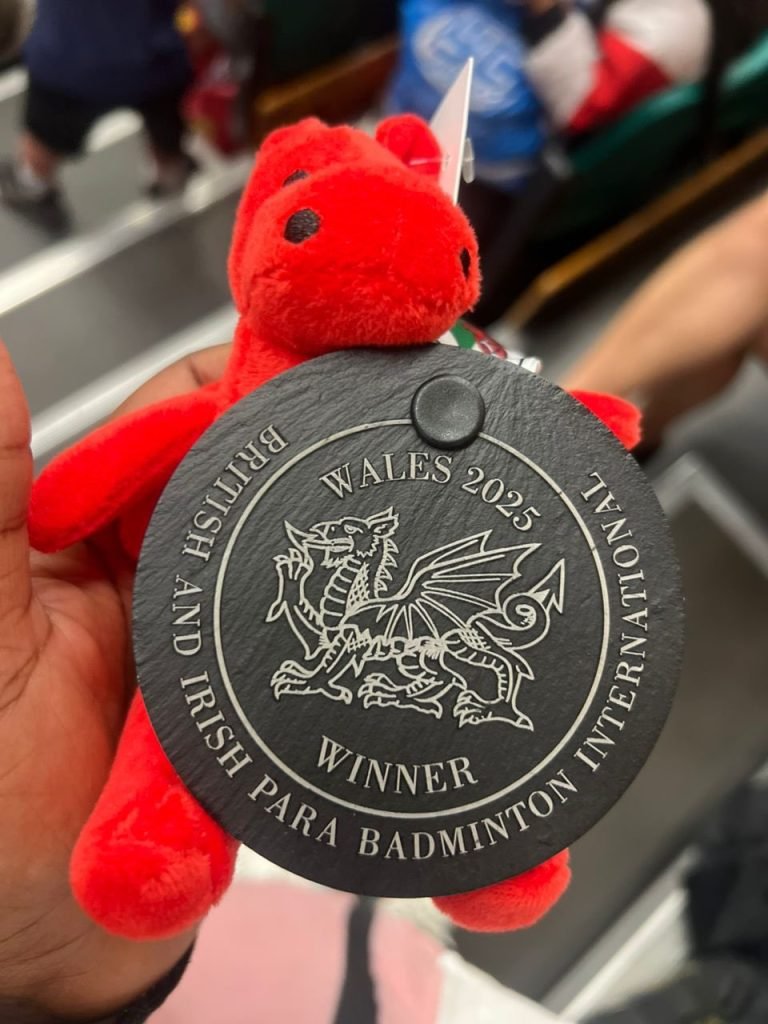 WALES 2025
WINNER
BRITISH AND IRISH PARA BADMINTON INTERNATIONAL